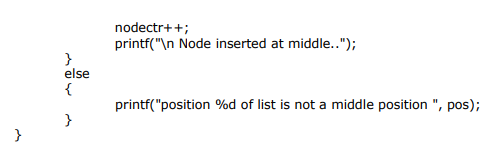 nodectr++;
printf("\n Node inserted at middle..");
}
else
{
printf("position %d of list is not a middle position ", pos);
}
}